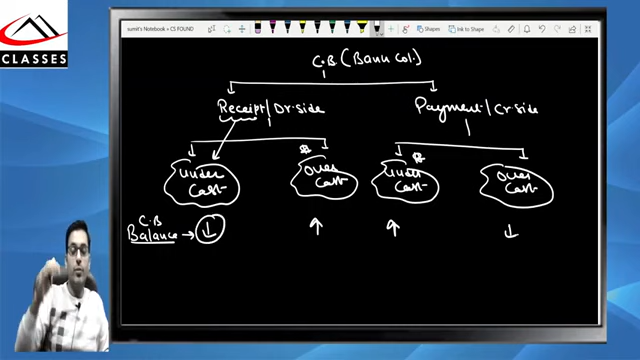 sumit's Notebook » CS FOUND
Shapes
Ink to Shape
CLASSES
C.B (Bank Col.)
Receipt/Dr. side
Payment/Cr. side
Under Cast
Over Cast
Under Cast
Over Cast
C.B
Balance → ↓
↑
↑
↓